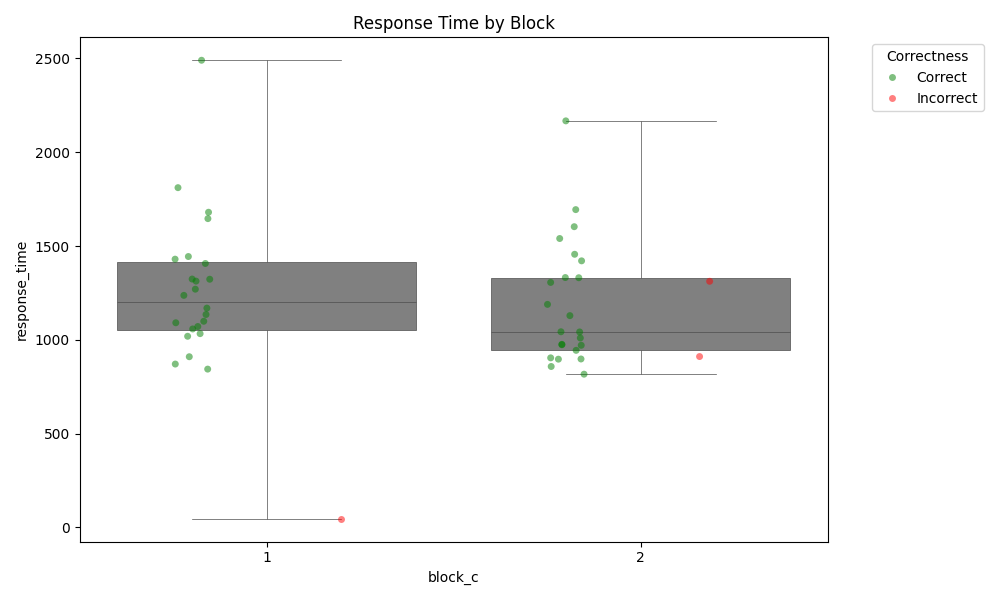 Response Time by Block
Correctness
Correct
Incorrect
response_time
2500
2000
1500
1000
500
0
1
2
block_c